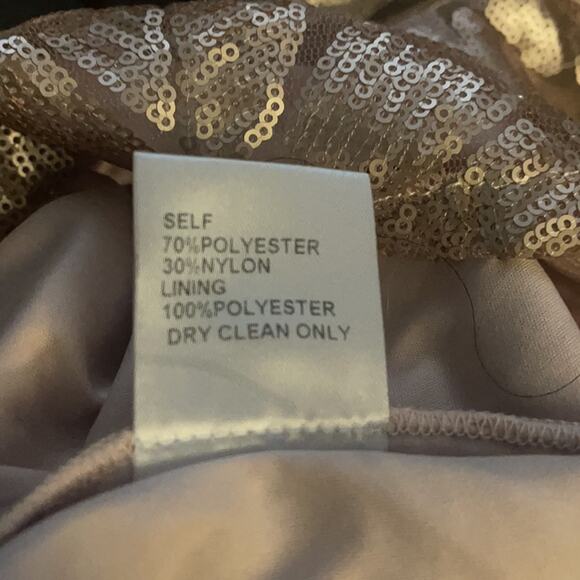 SELF
70%POLYESTER
30%NYLON
LINING
100%POLYESTER
DRY CLEAN ONLY